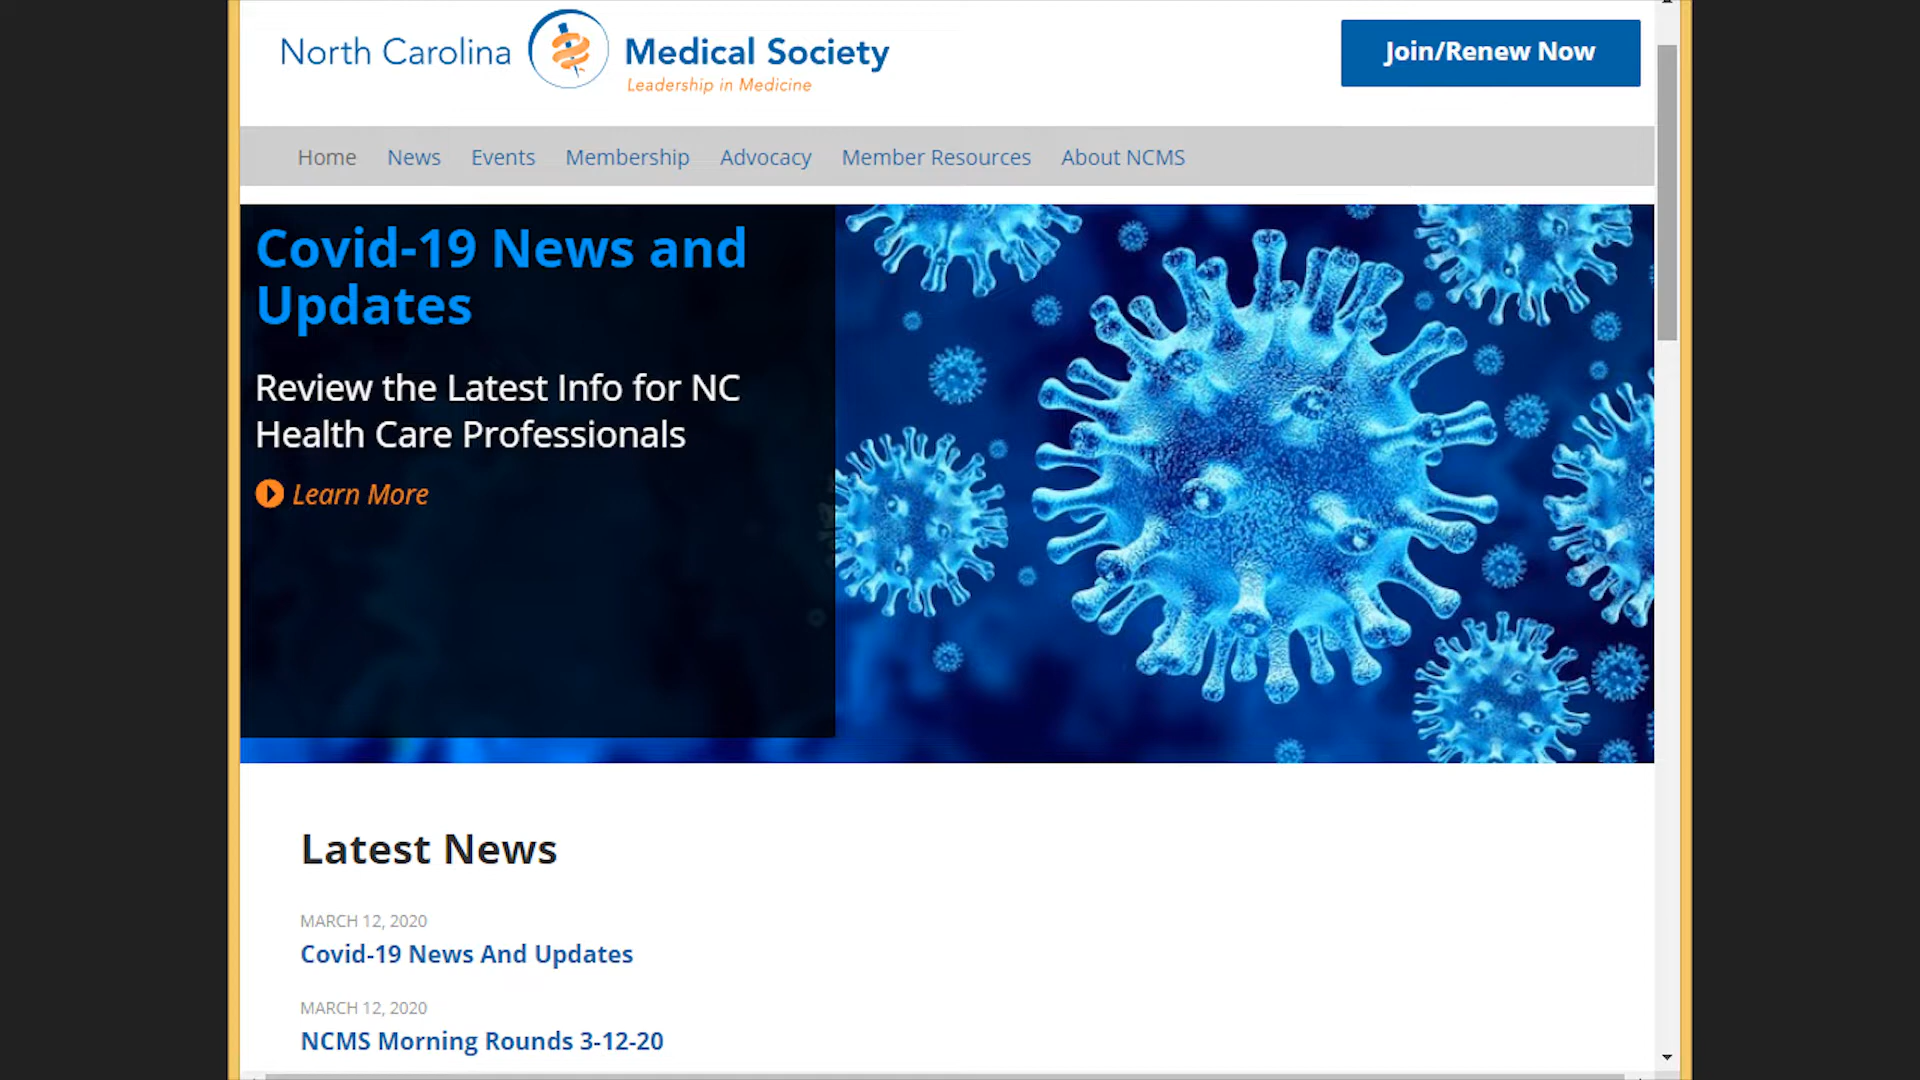 North Carolina Medical Society
Leadership in Medicine
Join/Renew Now
Home News Events Membership Advocacy Member Resources About NCMS
Covid-19 News and
Updates
Review the Latest Info for NC
Health Care Professionals
Learn More
Latest News
MARCH 12, 2020
Covid-19 News And Updates
MARCH 12, 2020
NCMS Morning Rounds 3-12-20